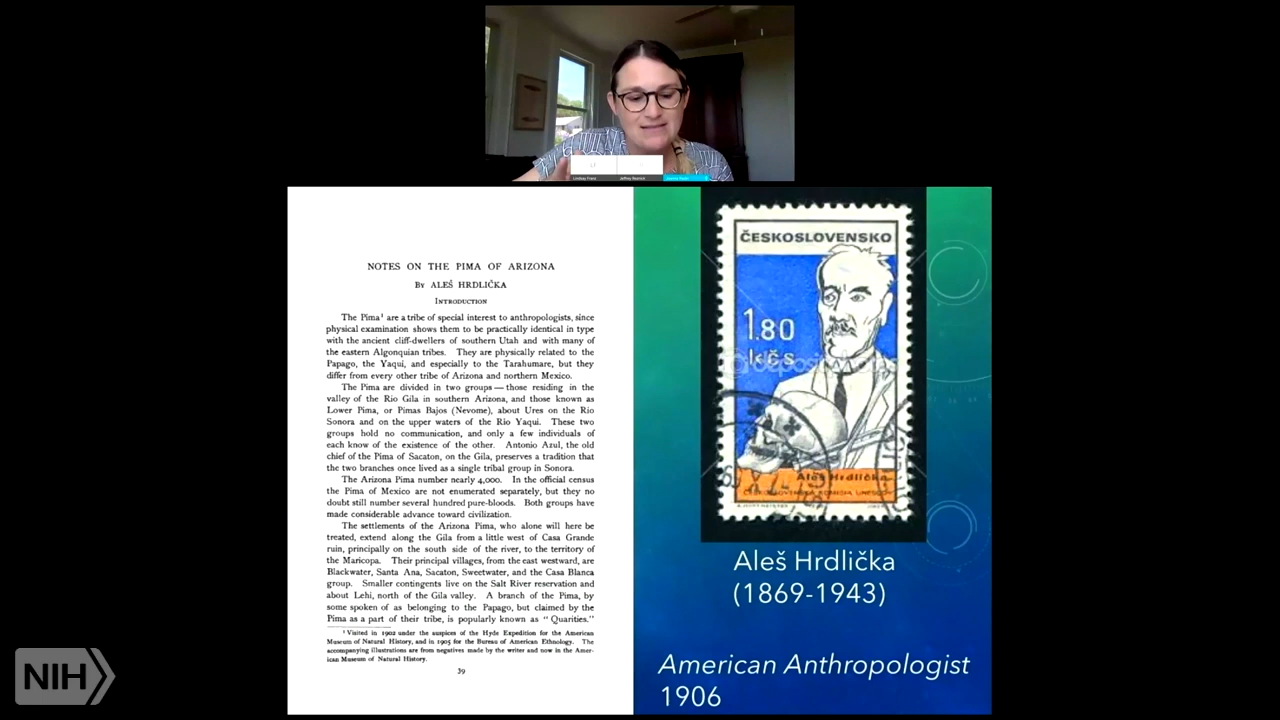 Lindsay Franz
Jeffrey Reznick
NOTES ON THE PIMA OF ARIZONA
By ALEŠ HRDLIČKA
Introduction
The Pima¹ are a tribe of special interest to anthropologists, since
physical examination shows them to be practically identical in type
with the ancient cliff-dwellers of southern Utah and with many of
the eastern Algonquian tribes. They are physically related to the
Papago, the Yaqui, and especially to the Tarahumare, but they
differ from every other tribe of Arizona and northern Mexico.
The Pima are divided in two groups — those residing in the
valley of the Rio Gila in southern Arizona, and those known as
Lower Pima, or Pimas Bajos (Nevome), about Ures on the Rio
Sonora and on the upper waters of the Rio Yaqui. These two
groups hold no communication, and only a few individuals of
each know of the existence of the other. Antonio Azul, the old
chief of the Pima of Sacaton, on the Gila, preserves a tradition that
the two branches once lived as a single tribal group in Sonora.
The Arizona Pima number nearly 4,000. In the official census
the Pima of Mexico are not enumerated separately, but they no
doubt still number several hundred pure-bloods. Both groups have
made considerable advance toward civilization.
The settlements of the Arizona Pima, who alone will here be
treated, extend along the Gila from a little west of Casa Grande
ruin, principally on the south side of the river, to the territory of
the Maricopa. Their principal villages, from the east westward, are
Blackwater, Santa Ana, Sacaton, Sweetwater, and the Casa Blanca
group. Smaller contingents live on the Salt River reservation and
about Lehi, north of the Gila valley. A branch of the Pima, by
some spoken of as belonging to the Papago, but claimed by the
Pima as a part of their tribe, is popularly known as "Quarities."
¹ Visited in 1902 under the auspices of the Hyde Expedition for the American
Museum of Natural History, and in 1905 for the Bureau of American Ethnology. The
accompanying illustrations are from negatives made by the writer and now in the Amer-
ican Museum of Natural History.
39
ČESKOSLOVENSKO
1.80
kčs
depositphotos
Aleš Hrdlička
ČESKOSLOVENSKÁ KOMISIA UNESCO
Aleš Hrdlička
(1869-1943)
American Anthropologist
1906
NIH